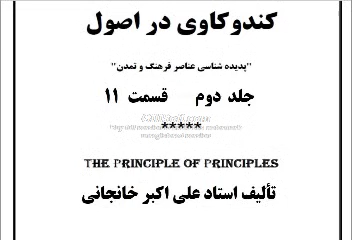 کندوکاوی در اصول
"پدیده شناسی عناصر فرهنگ و تمدن"
جلد دوم قسمت ۱۱
*****
THE PRINCIPLE OF PRINCIPLES
تألیف استاد علی اکبر خانجانی